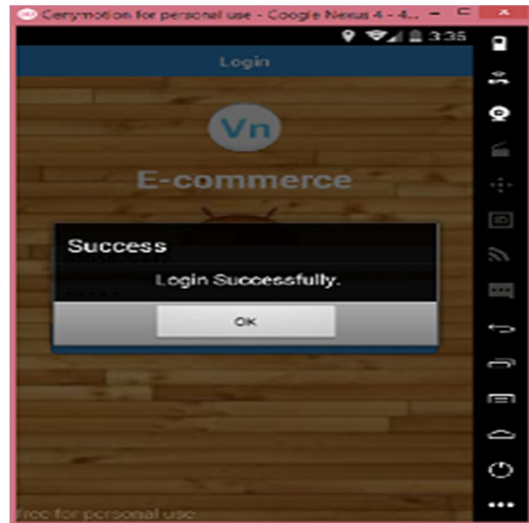 Genymotion for personal use - Google Nexus 4 - 4...
3:35
Login
Vn
E-commerce
Success
Login Successfully.
OK
free for personal use